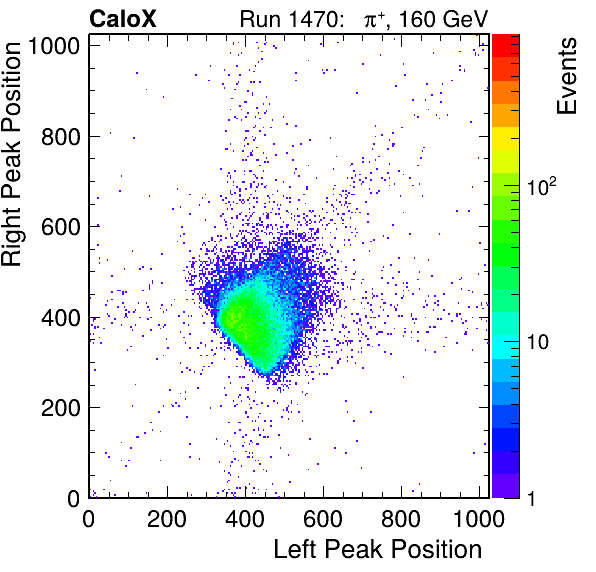 CaloX Run 1470: π⁺, 160 GeV
Right Peak Position
1000
800
600
400
200
0
0 200 400 600 800 1000
Left Peak Position
Events
10²
10
1